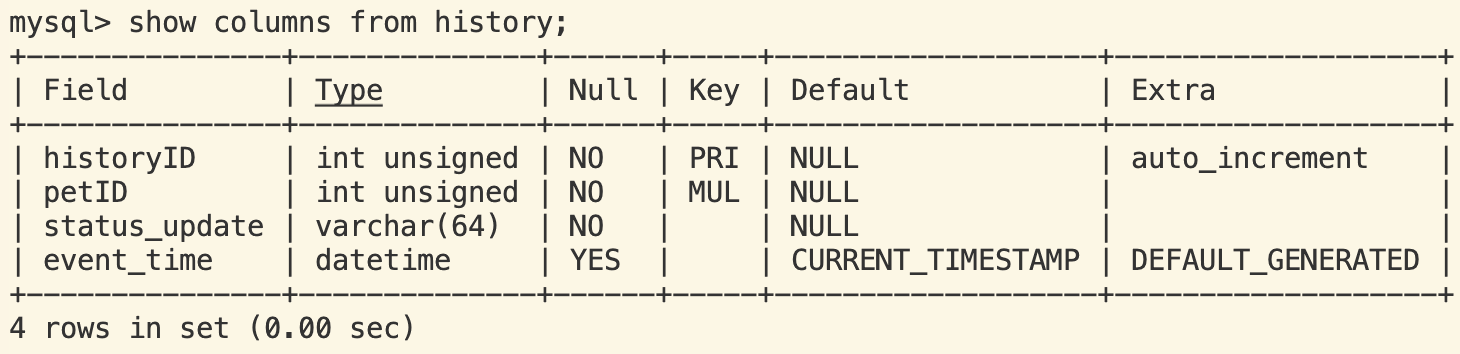 mysql> show columns from history;
+---------------+--------------+------+-----+-------------------+-------------------+
| Field         | Type         | Null | Key | Default           | Extra             |
+---------------+--------------+------+-----+-------------------+-------------------+
| historyID     | int unsigned | NO   | PRI | NULL              | auto_increment    |
| petID         | int unsigned | NO   | MUL | NULL              |                   |
| status_update | varchar(64)  | NO   |     | NULL              |                   |
| event_time    | datetime     | YES  |     | CURRENT_TIMESTAMP | DEFAULT_GENERATED |
+---------------+--------------+------+-----+-------------------+-------------------+
4 rows in set (0.00 sec)